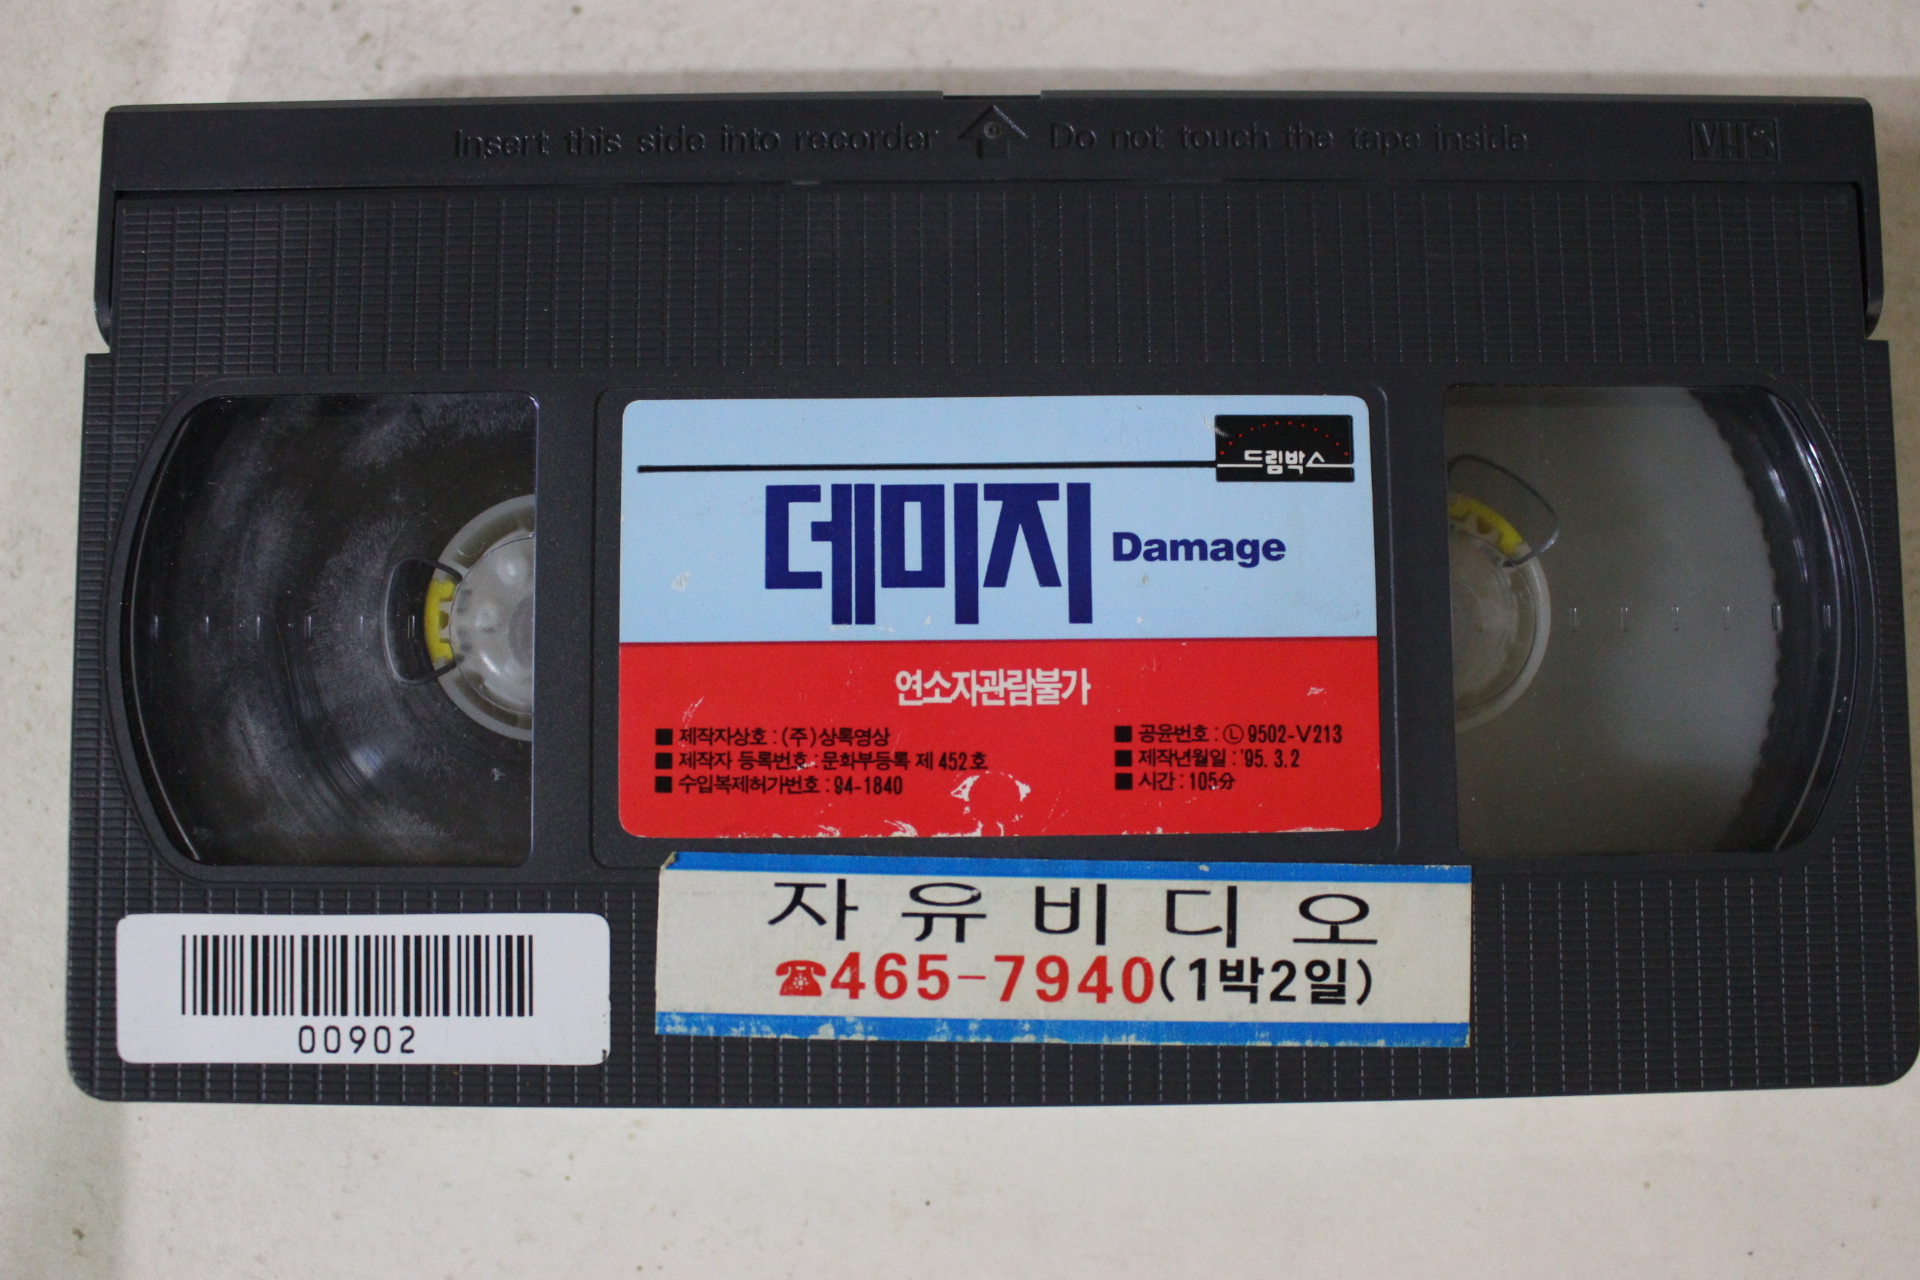 Insert this side into recorder Do not touch the tape inside VHS
드림박스
데미지 Damage
연소자관람불가
■ 제작자상호 : (주)상록영상
■ 제작자 등록번호 : 문화부등록 제 452호
■ 수입복제허가번호 : 94-1840
■ 공윤번호 : Ⓛ9502-V213
■ 제작년월일 : '95. 3. 2
■ 시간 : 105分
자유비디오
☎465-7940(1박2일)
00902